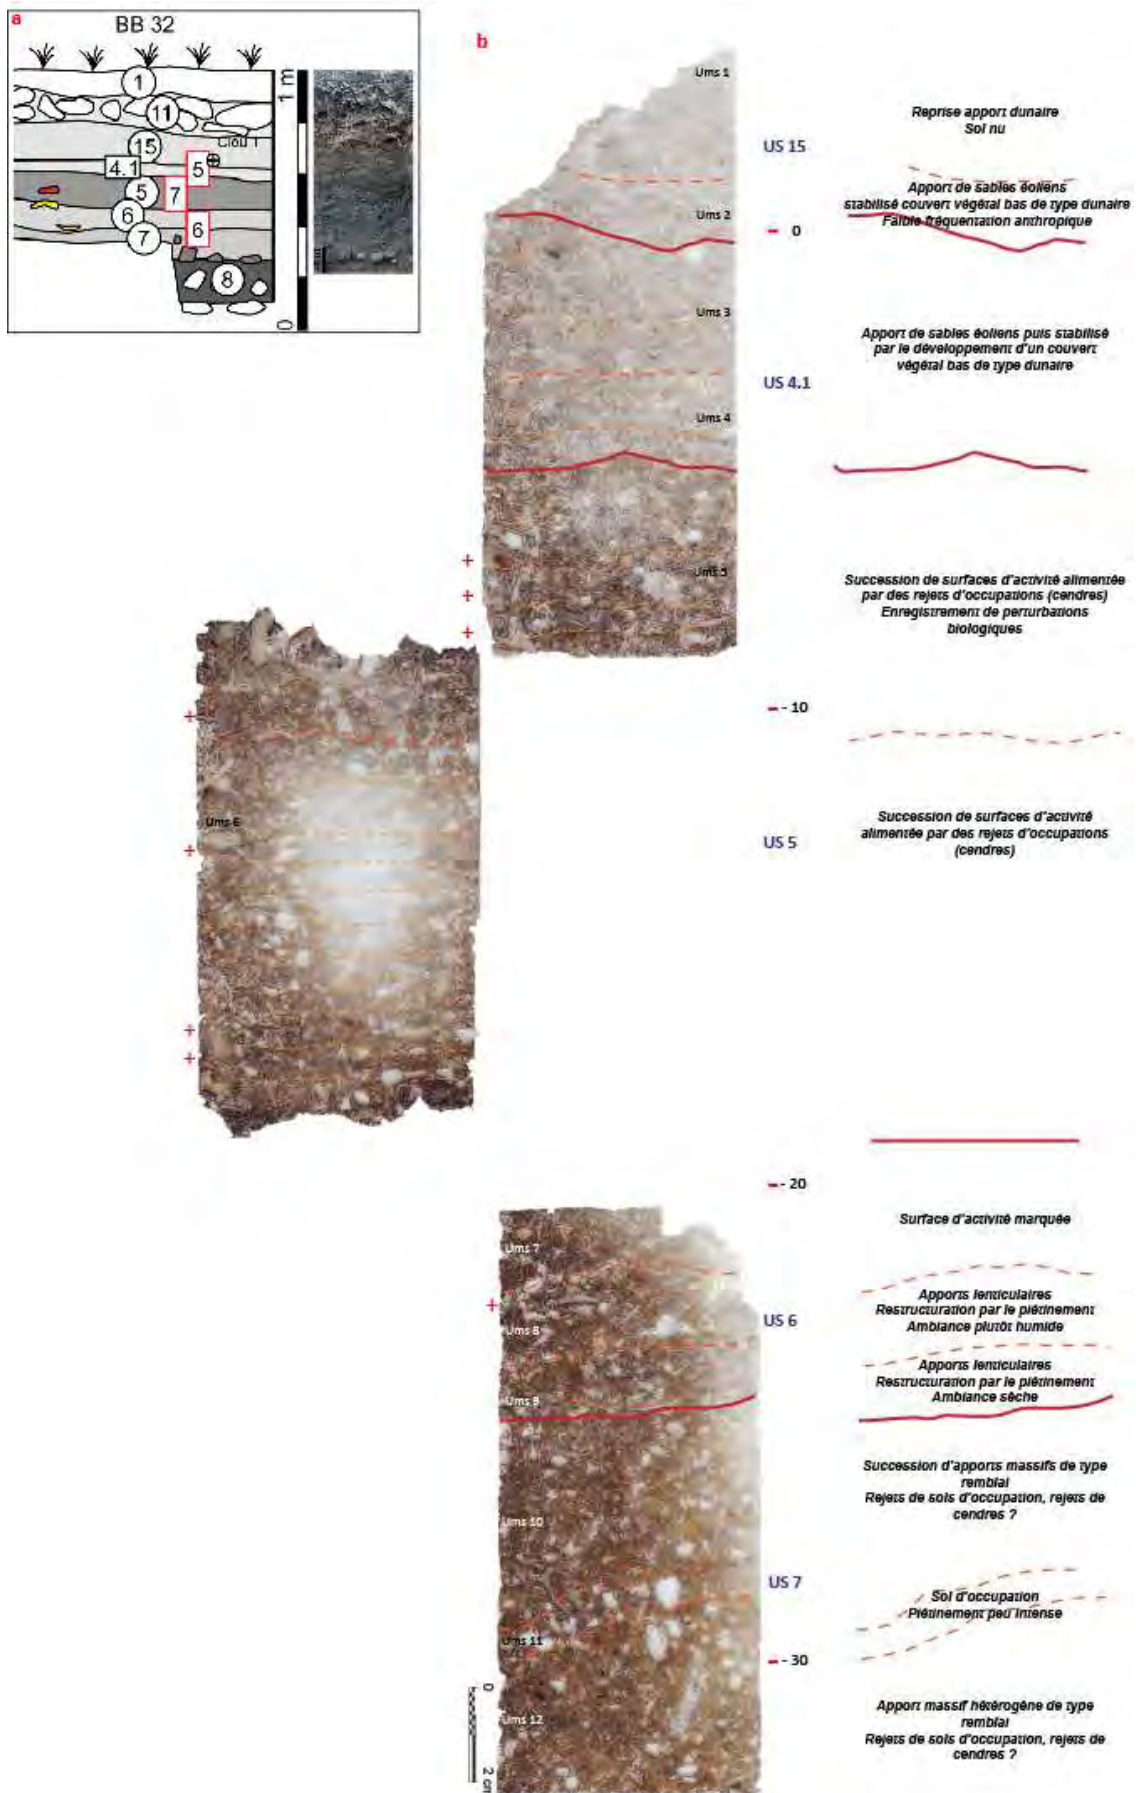 a
BB 32
1
11
15
Clou 1
4.1
5
5
7
6
6
7
8
1 m
0
b
Ums 1
US 15
Reprise apport dunaire
Sol nu
Ums 2
Apport de sables éoliens
stabilisé couvert végétal bas de type dunaire
Faible fréquentation anthropique
0
Ums 3
Apport de sables éoliens puis stabilisé
par le développement d'un couvert
végétal bas de type dunaire
US 4.1
Ums 4
Ums 5
Succession de surfaces d'activité alimentée
par des rejets d'occupations (cendres)
Enregistrement de perturbations
biologiques
- 10
Ums 6
US 5
Succession de surfaces d'activité
alimentée par des rejets d'occupations
(cendres)
- 20
Surface d'activité marquée
Ums 7
Apports lenticulaires
Restructuration par le piétinement
Ambiance plutôt humide
US 6
Ums 8
Apports lenticulaires
Restructuration par le piétinement
Ambiance sèche
Ums 9
Succession d'apports massifs de type
remblai
Rejets de sols d'occupation, rejets de
cendres ?
Ums 10
US 7
Sol d'occupation
Piétinement peu intense
Ums 11
- 30
0
2 cm
Ums 12
Apport massif hétérogène de type
remblai
Rejets de sols d'occupation, rejets de
cendres ?